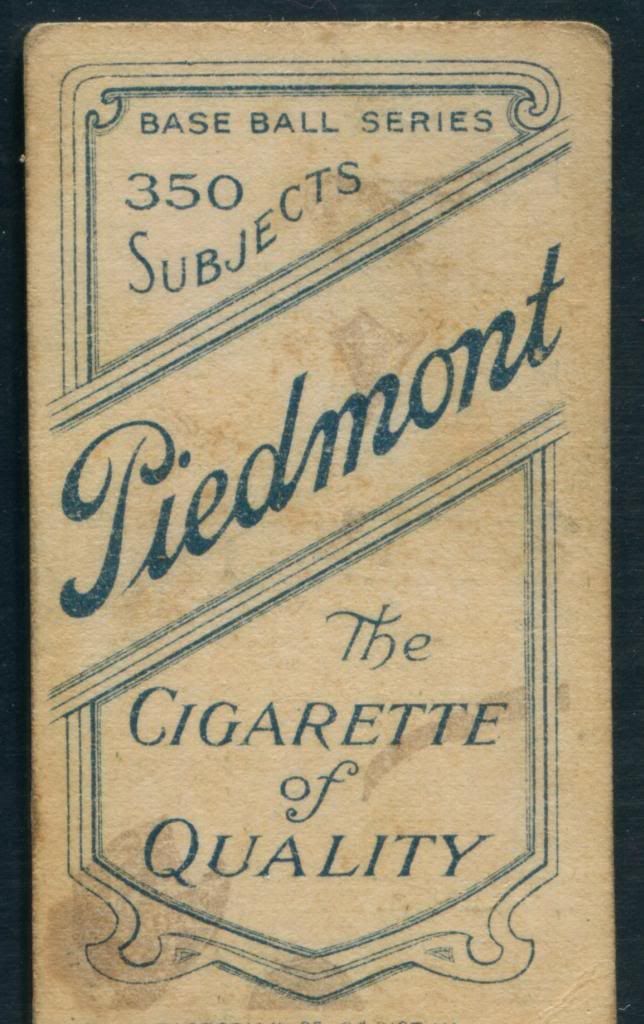 BASE BALL SERIES
350
SUBJECTS
Piedmont
The
CIGARETTE
of
QUALITY